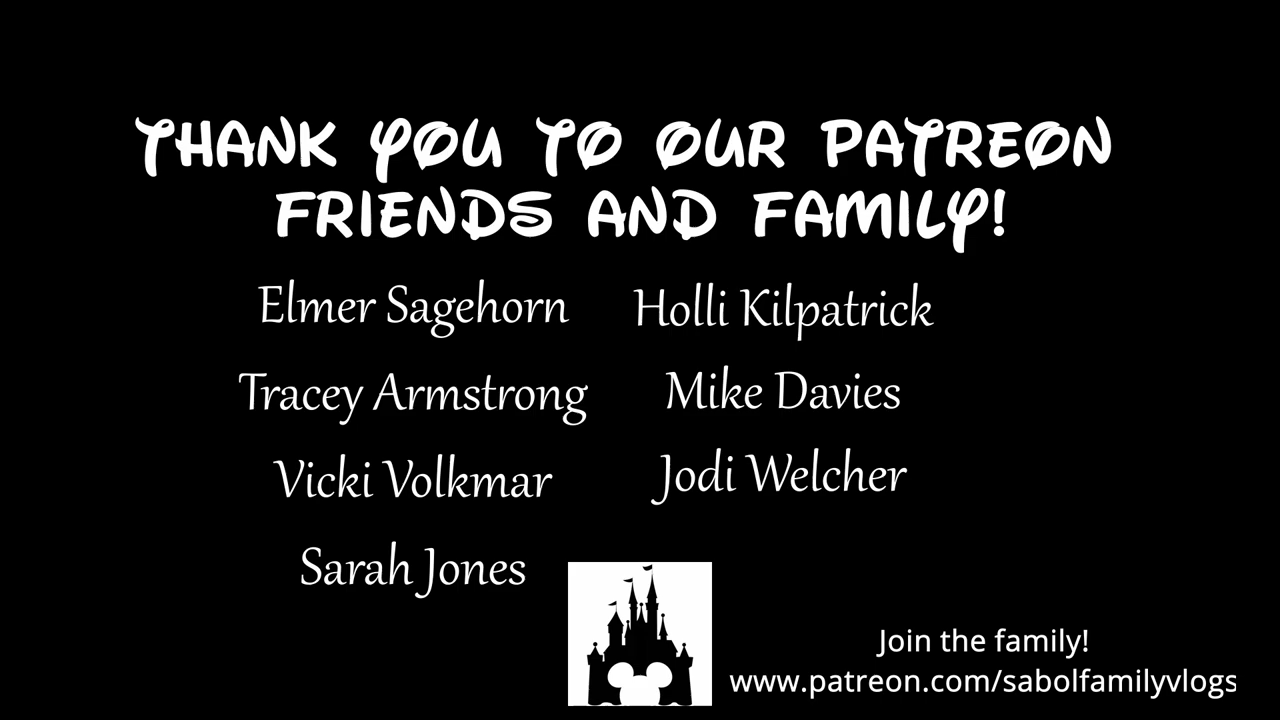 THANK YOU TO OUR PATREON
FRIENDS AND FAMILY!
Elmer Sagehorn
Holli Kilpatrick
Tracey Armstrong
Mike Davies
Vicki Volkmar
Jodi Welcher
Sarah Jones
Join the family!
www.patreon.com/sabolfamilyvlogs